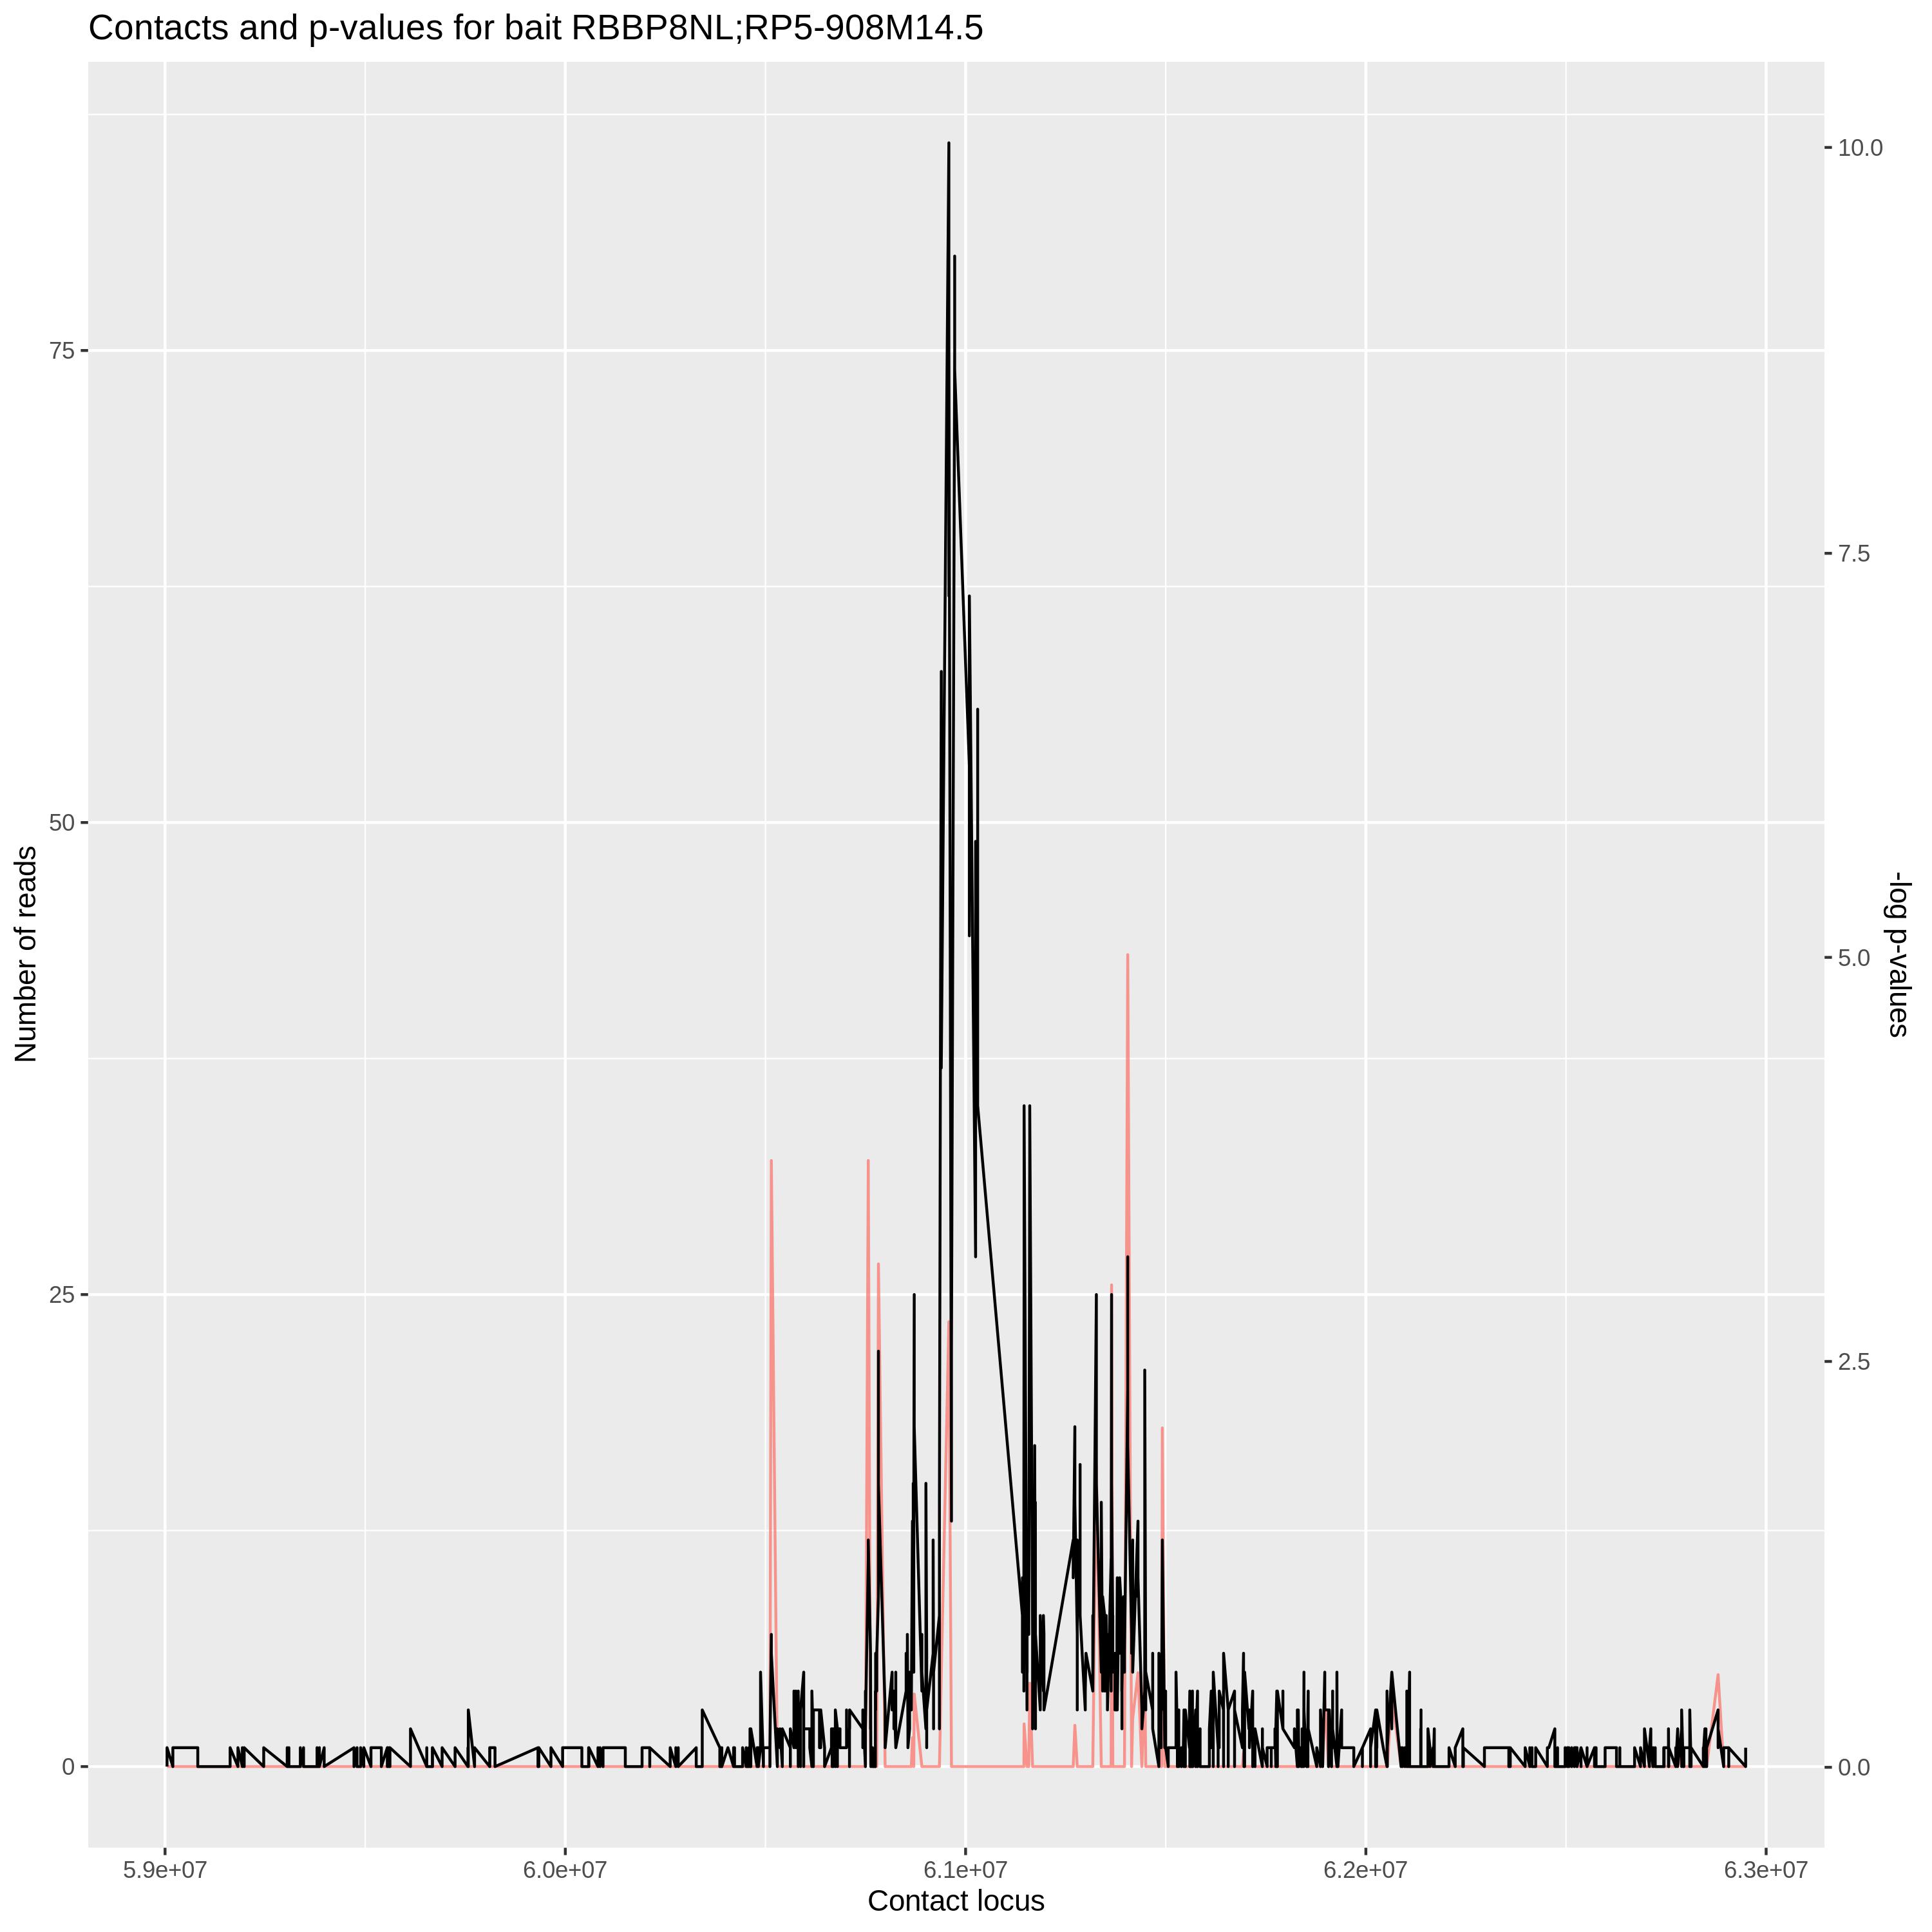 Contacts and p-values for bait RBBP8NL;RP5-908M14.5
Number of reads
75
50
25
0
10.0
7.5
5.0
2.5
0.0
-log p-values
5.9e+07 6.0e+07 6.1e+07 6.2e+07 6.3e+07
Contact locus